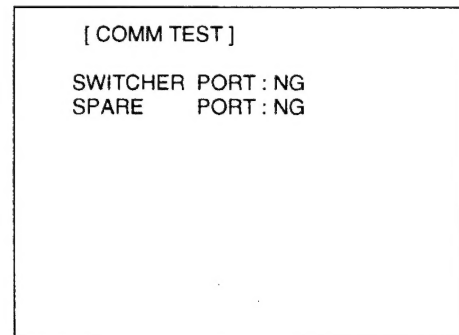 [ COMM TEST ]
SWITCHER PORT : NG
SPARE PORT : NG